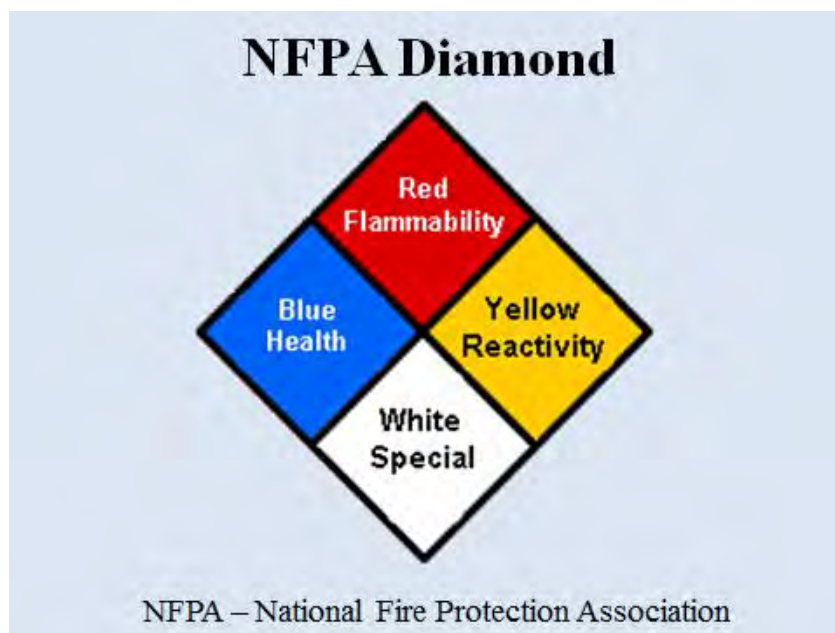 NFPA Diamond
Red
Flammability
Blue
Health
Yellow
Reactivity
White
Special
NFPA – National Fire Protection Association